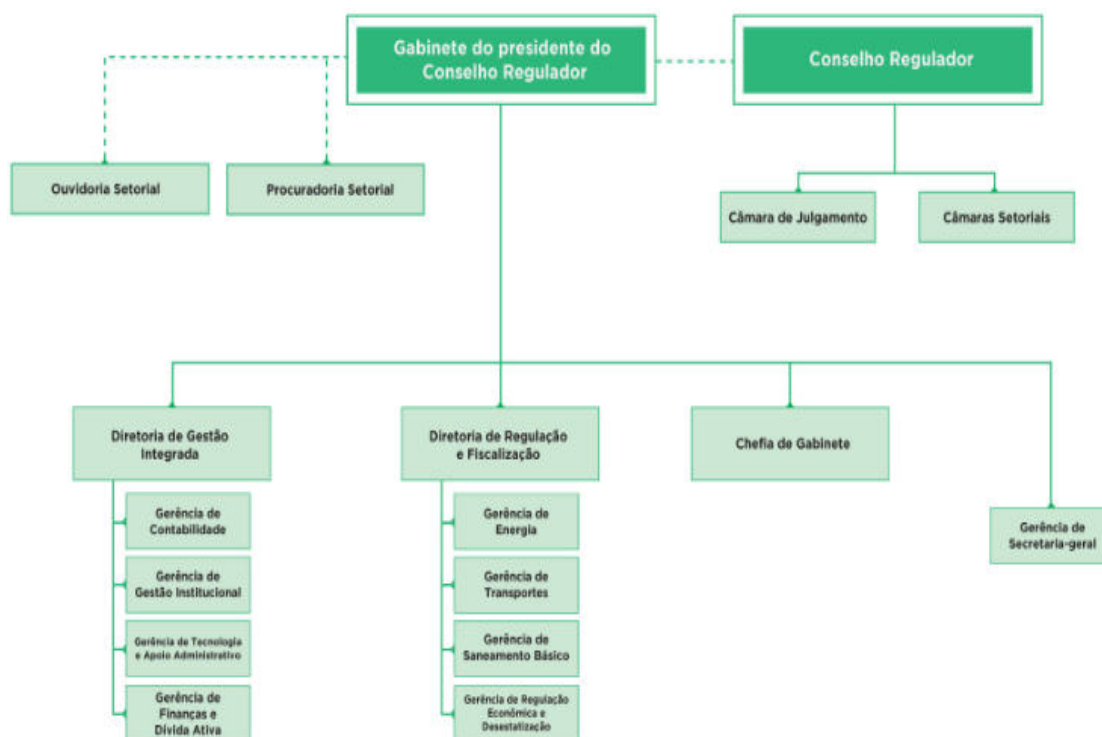 Gabinete do presidente do
Conselho Regulador
Conselho Regulador
Ouvidoria Setorial
Procuradoria Setorial
Câmara de Julgamento
Câmaras Setoriais
Diretoria de Gestão
Integrada
Diretoria de Regulação
e Fiscalização
Chefia de Gabinete
Gerência de
Contabilidade
Gerência de
Energia
Gerência de
Secretaria-geral
Gerência de
Gestão Institucional
Gerência de
Transportes
Gerência de Tecnologia
e Apoio Administrativo
Gerência de
Saneamento Básico
Gerência de
Finanças e
Dívida Ativa
Gerência de Regulação
Econômica e
Desestatização